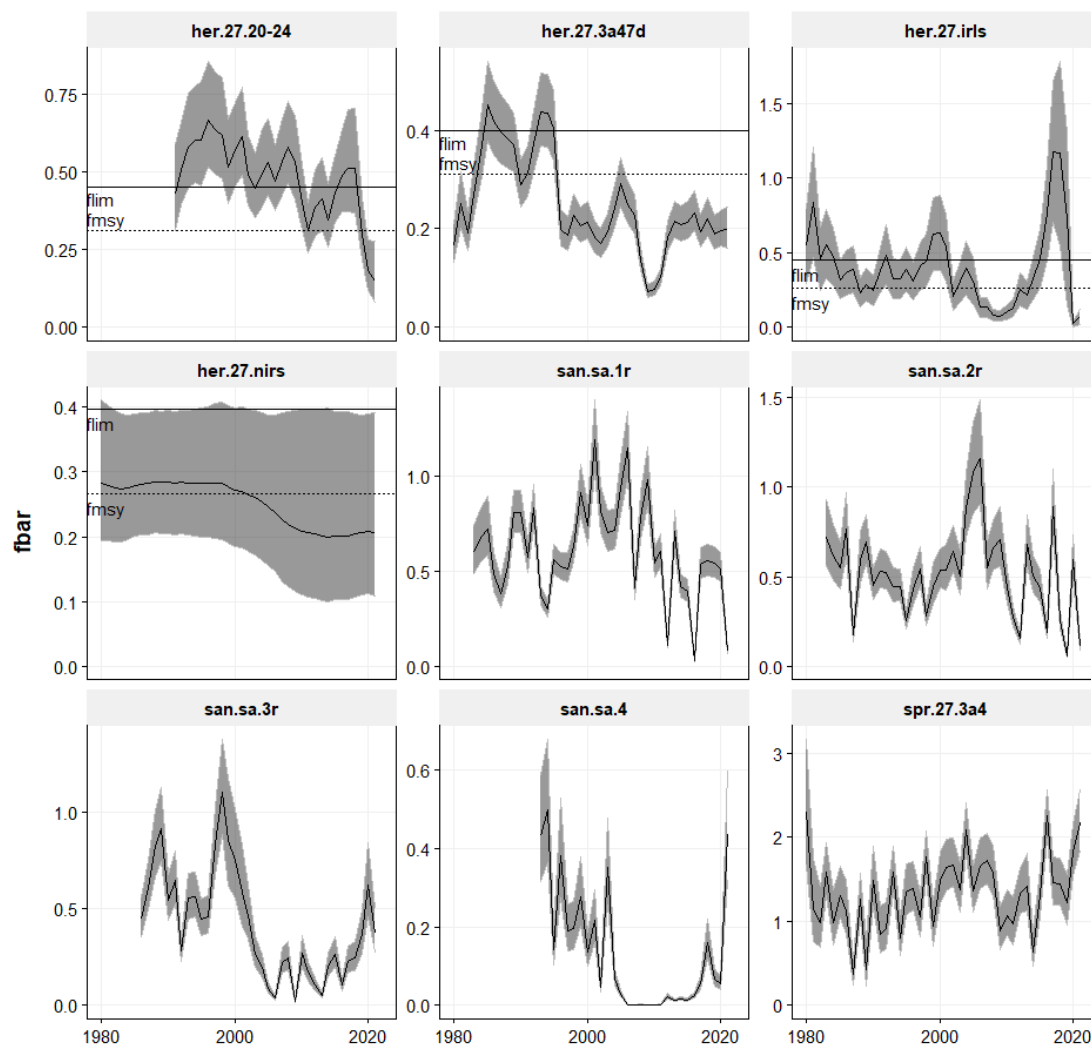 her.27.20-24
her.27.3a47d
her.27.irls
0.75
0.50
0.25
0.00
flim
fmsy
0.4
0.2
0.0
flim
fmsy
1.5
1.0
0.5
0.0
flim
fmsy
her.27.nirs
san.sa.1r
san.sa.2r
fbar
0.4
0.3
0.2
0.1
0.0
flim
fmsy
1.0
0.5
0.0
1.5
1.0
0.5
0.0
san.sa.3r
san.sa.4
spr.27.3a4
1.0
0.5
0.0
0.6
0.4
0.2
0.0
3
2
1
0
1980 2000 2020
1980 2000 2020
1980 2000 2020